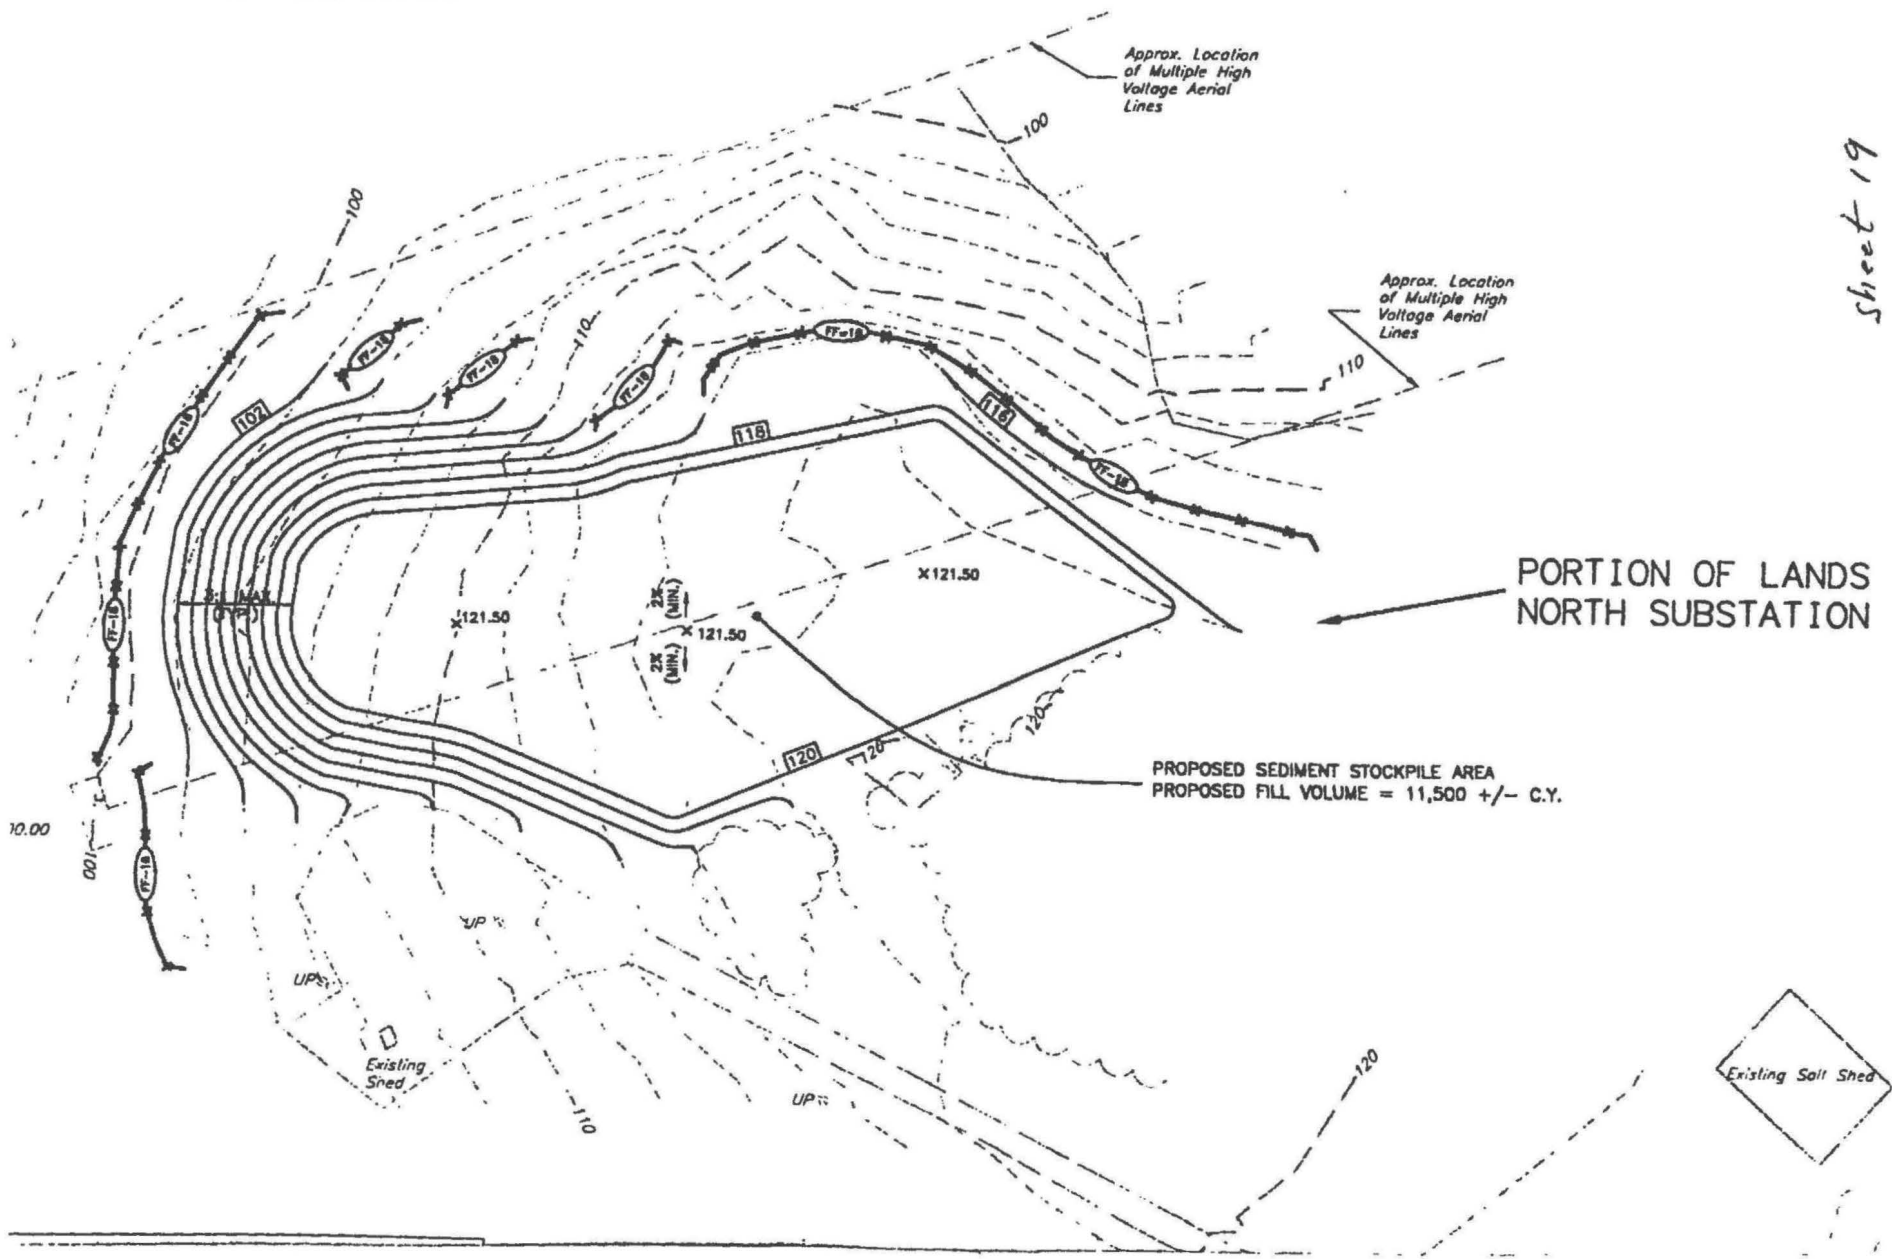 Approx. Location
of Multiple High
Voltage Aerial
Lines
100
Sheet 19
100
Approx. Location
of Multiple High
Voltage Aerial
Lines
110
FF-18
FF-18
FF-18
FF-18
110
FF-18
102
118
116
FF-18
X121.50
PORTION OF LANDS
NORTH SUBSTATION
2%
(MIN.)
121.50
121.50
2%
(MIN.)
FF-18
120
120
120
PROPOSED SEDIMENT STOCKPILE AREA
PROPOSED FILL VOLUME = 11,500 +/- C.Y.
10.00
100
FF-18
UP
UP
Existing
Shed
110
UP
120
Existing Salt Shed